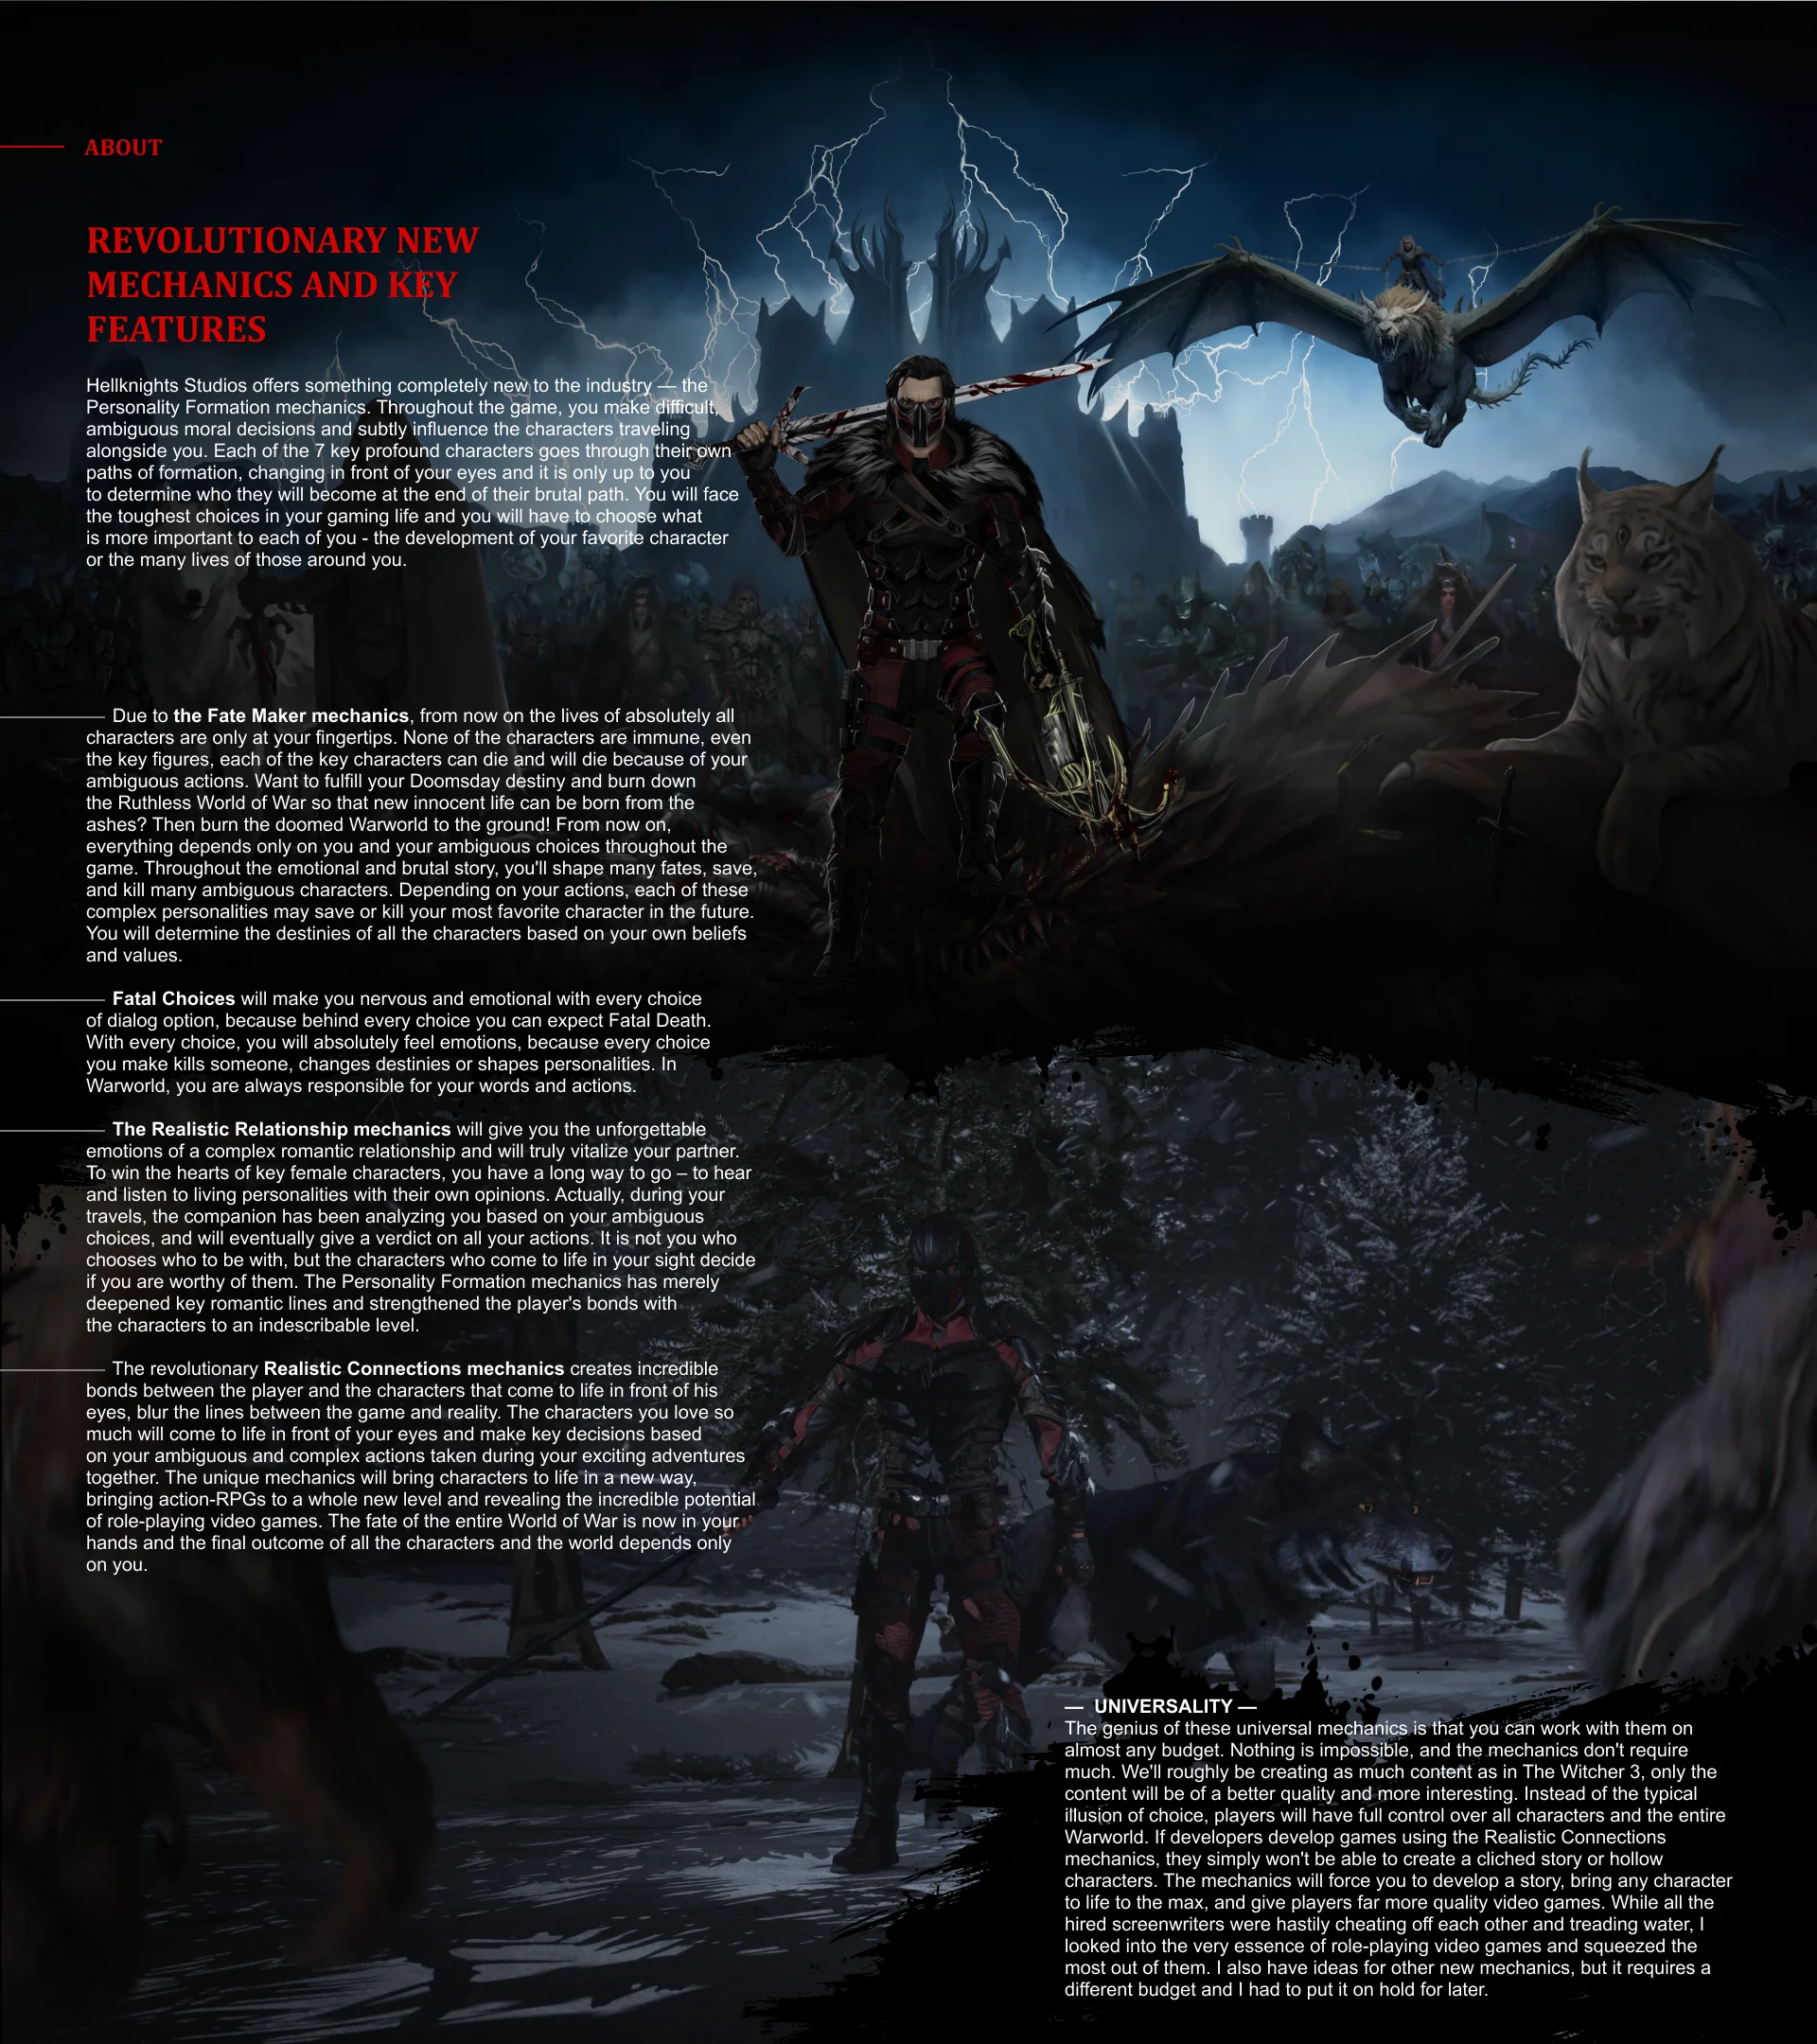 ABOUT
REVOLUTIONARY NEW
MECHANICS AND KEY
FEATURES
Hellknights Studios offers something completely new to the industry — the
Personality Formation mechanics. Throughout the game, you make difficult,
ambiguous moral decisions and subtly influence the characters traveling
alongside you. Each of the 7 key profound characters goes through their own
paths of formation, changing in front of your eyes and it is only up to you
to determine who they will become at the end of their brutal path. You will face
the toughest choices in your gaming life and you will have to choose what
is more important to each of you - the development of your favorite character
or the many lives of those around you.
Due to the Fate Maker mechanics, from now on the lives of absolutely all
characters are only at your fingertips. None of the characters are immune, even
the key figures, each of the key characters can die and will die because of your
ambiguous actions. Want to fulfill your Doomsday destiny and burn down
the Ruthless World of War so that new innocent life can be born from the
ashes? Then burn the doomed Warworld to the ground! From now on,
everything depends only on you and your ambiguous choices throughout the
game. Throughout the emotional and brutal story, you'll shape many fates, save,
and kill many ambiguous characters. Depending on your actions, each of these
complex personalities may save or kill your most favorite character in the future.
You will determine the destinies of all the characters based on your own beliefs
and values.
Fatal Choices will make you nervous and emotional with every choice
of dialog option, because behind every choice you can expect Fatal Death.
With every choice, you will absolutely feel emotions, because every choice
you make kills someone, changes destinies or shapes personalities. In
Warworld, you are always responsible for your words and actions.
The Realistic Relationship mechanics will give you the unforgettable
emotions of a complex romantic relationship and will truly vitalize your partner.
To win the hearts of key female characters, you have a long way to go – to hear
and listen to living personalities with their own opinions. Actually, during your
travels, the companion has been analyzing you based on your ambiguous
choices, and will eventually give a verdict on all your actions. It is not you who
chooses who to be with, but the characters who come to life in your sight decide
if you are worthy of them. The Personality Formation mechanics has merely
deepened key romantic lines and strengthened the player's bonds with
the characters to an indescribable level.
The revolutionary Realistic Connections mechanics creates incredible
bonds between the player and the characters that come to life in front of his
eyes, blur the lines between the game and reality. The characters you love so
much will come to life in front of your eyes and make key decisions based
on your ambiguous and complex actions taken during your exciting adventures
together. The unique mechanics will bring characters to life in a new way,
bringing action-RPGs to a whole new level and revealing the incredible potential
of role-playing video games. The fate of the entire World of War is now in your
hands and the final outcome of all the characters and the world depends only
on you.
— UNIVERSALITY —
The genius of these universal mechanics is that you can work with them on
almost any budget. Nothing is impossible, and the mechanics don't require
much. We'll roughly be creating as much content as in The Witcher 3, only the
content will be of a better quality and more interesting. Instead of the typical
illusion of choice, players will have full control over all characters and the entire
Warworld. If developers develop games using the Realistic Connections
mechanics, they simply won't be able to create a cliched story or hollow
characters. The mechanics will force you to develop a story, bring any character
to life to the max, and give players far more quality video games. While all the
hired screenwriters were hastily cheating off each other and treading water, I
looked into the very essence of role-playing video games and squeezed the
most out of them. I also have ideas for other new mechanics, but it requires a
different budget and I had to put it on hold for later.